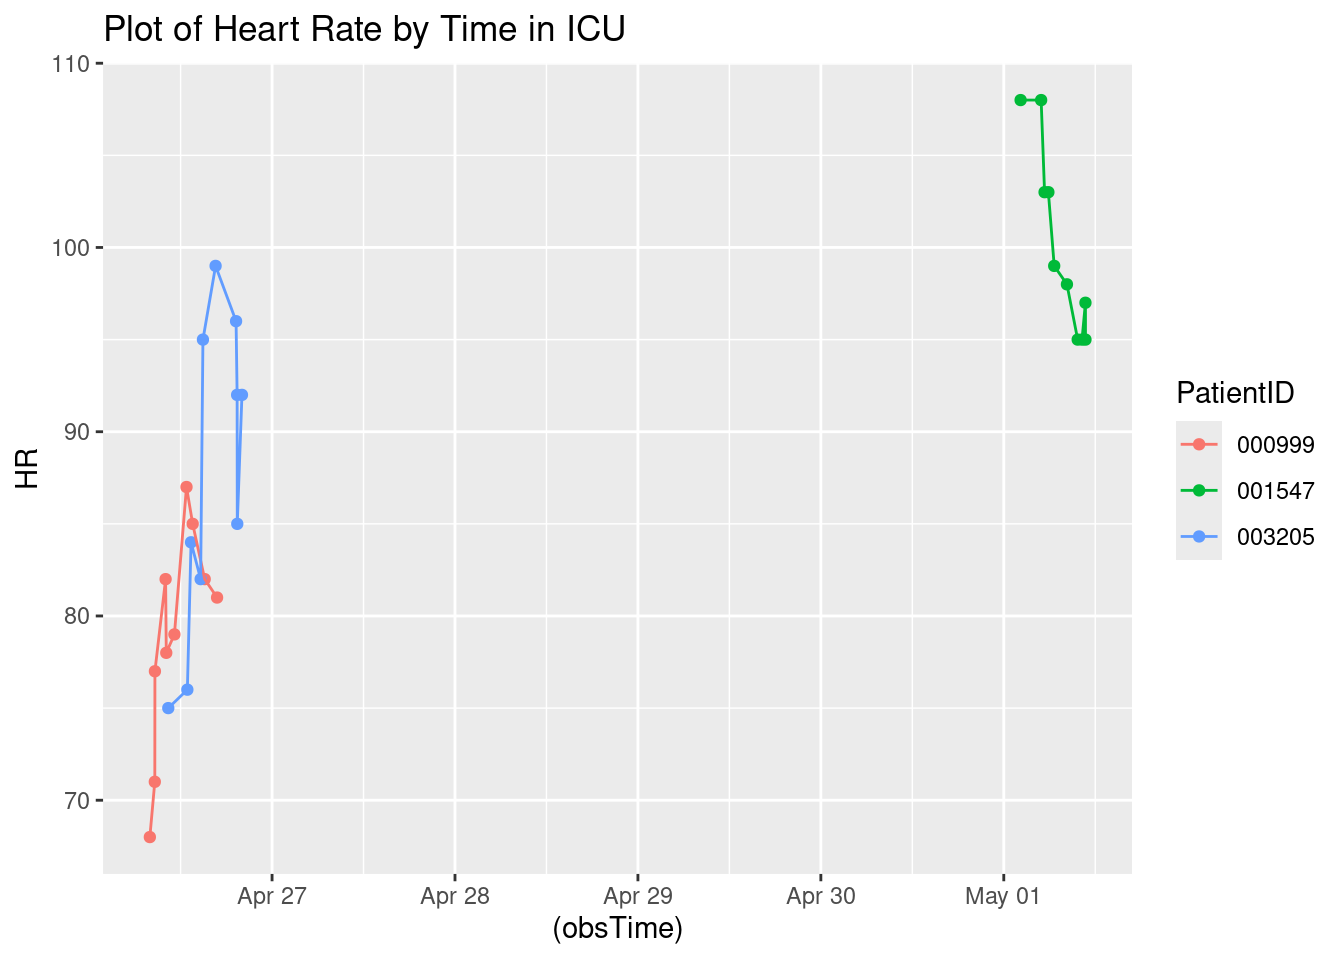 Plot of Heart Rate by Time in ICU
110
100
90
80
70
HR
Apr 27
Apr 28
Apr 29
Apr 30
May 01
(obsTime)
PatientID
000999
001547
003205